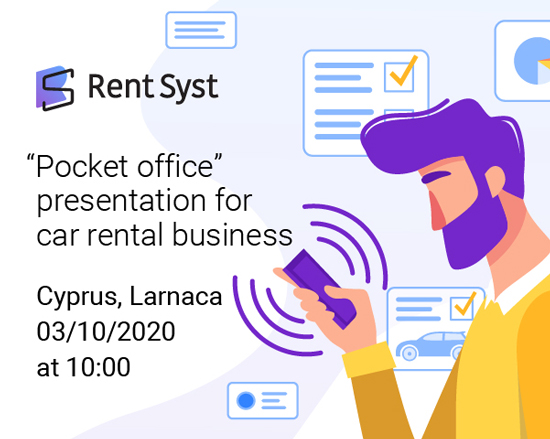 Rent Syst
“Pocket office”
presentation for
car rental business
Cyprus, Larnaca
03/10/2020
at 10:00